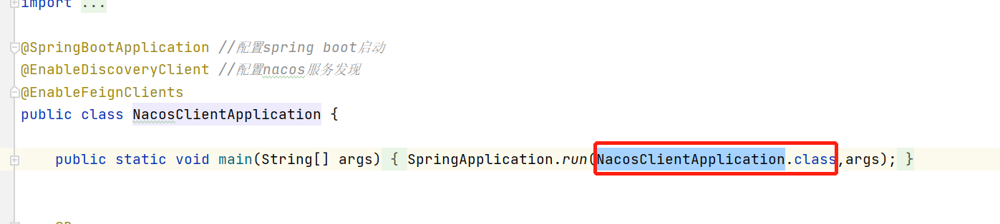 import ...
@SpringBootApplication //配置spring boot启动
@EnableDiscoveryClient //配置nacos服务发现
@EnableFeignClients
public class NacosClientApplication {
public static void main(String[] args) { SpringApplication.run(NacosClientApplication.class,args); }